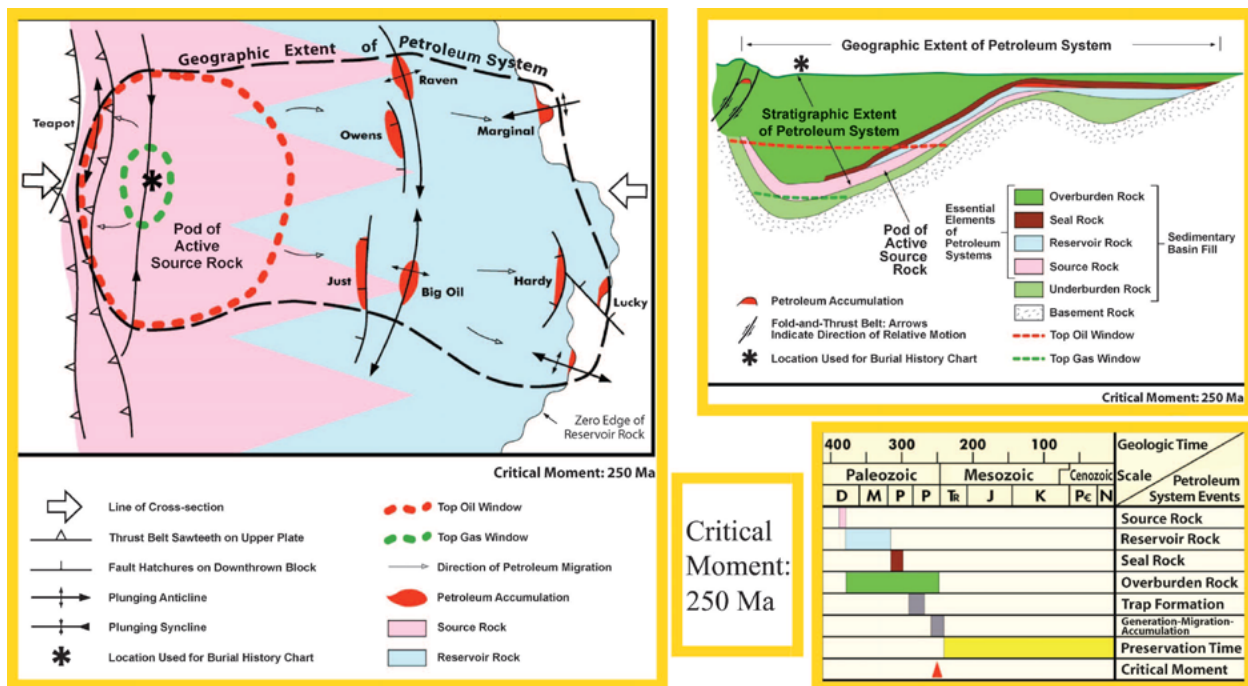 Geographic Extent of Petroleum System
Raven
Teapot
Owens
Marginal
Pod of
Active
Source Rock
Just
Big Oil
Hardy
Lucky
Zero Edge of
Reservoir Rock
Critical Moment: 250 Ma
Line of Cross-section
Thrust Belt Sawteeth on Upper Plate
Fault Hatchures on Downthrown Block
Plunging Anticline
Plunging Syncline
Location Used for Burial History Chart
Top Oil Window
Top Gas Window
Direction of Petroleum Migration
Petroleum Accumulation
Source Rock
Reservoir Rock
Geographic Extent of Petroleum System
Stratigraphic Extent
of Petroleum System
Pod of
Active
Source
Rock
Essential
Elements
of
Petroleum
Systems
Overburden Rock
Seal Rock
Reservoir Rock
Source Rock
Underburden Rock
Basement Rock
Top Oil Window
Top Gas Window
Sedimentary
Basin Fill
Petroleum Accumulation
Fold-and-Thrust Belt: Arrows
Indicate Direction of Relative Motion
Location Used for Burial History Chart
Critical Moment: 250 Ma
Critical
Moment:
250 Ma
400 300 200 100 Geologic Time
Paleozoic Mesozoic Cenozoic Scale Petroleum
D M P P TR J K P€ N System Events
Source Rock
Reservoir Rock
Seal Rock
Overburden Rock
Trap Formation
Generation-Migration-
Accumulation
Preservation Time
Critical Moment